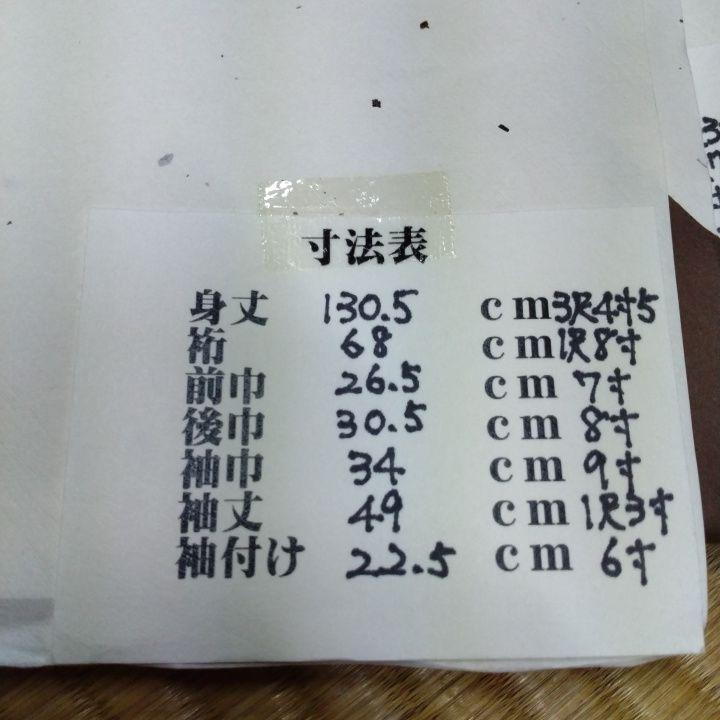 寸法表
身丈 130.5 cm 3尺4寸5
裄 68 cm 1尺8寸
前巾 26.5 cm 7寸
後巾 30.5 cm 8寸
袖巾 34 cm 9寸
袖丈 49 cm 1尺3寸
袖付け 22.5 cm 6寸